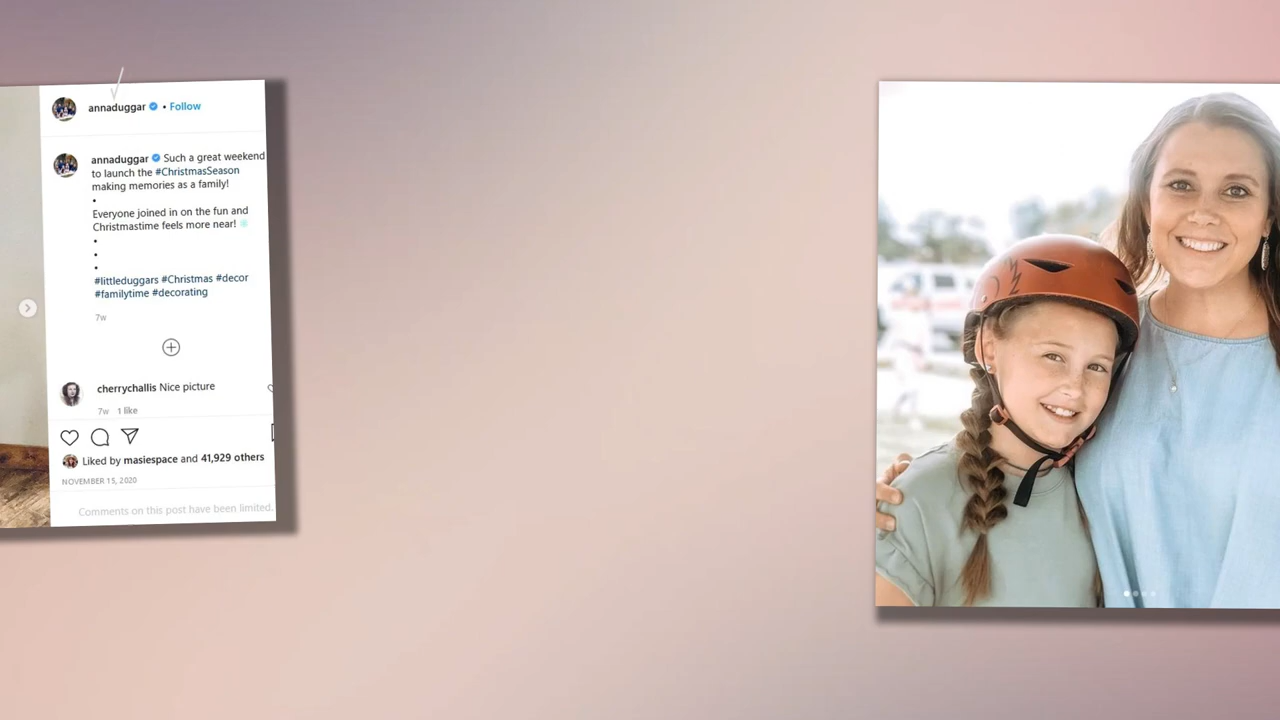 annaduggar • Follow
annaduggar Such a great weekend
to launch the #ChristmasSeason
making memories as a family!
•
Everyone joined in on the fun and
Christmastime feels more near!
•
•
•
#littleduggars #Christmas #decor
#familytime #decorating
7w
cherrychallis Nice picture
7w 1 like
Liked by masiespace and 41,929 others
NOVEMBER 15, 2020
Comments on this post have been limited.